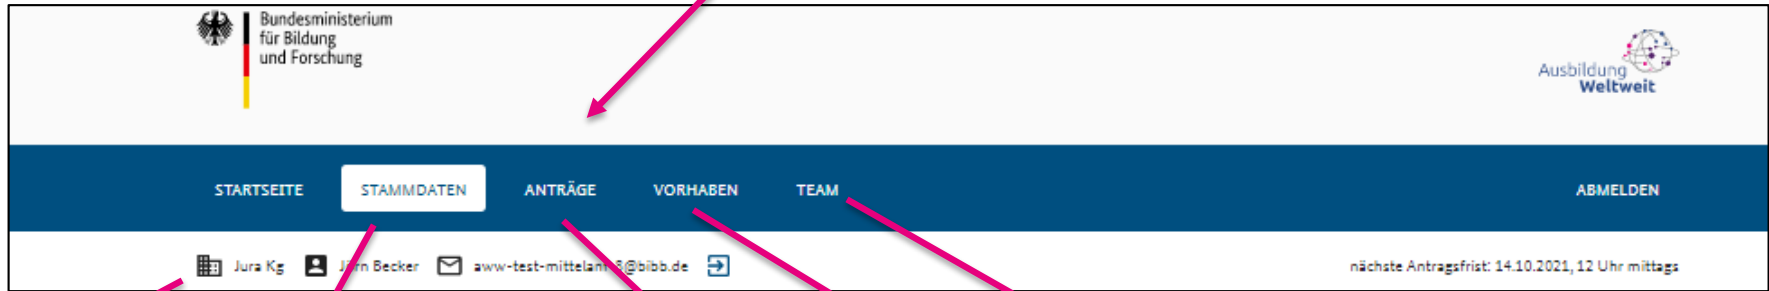 Bundesministerium
für Bildung
und Forschung
Ausbildung
Weltweit
STARTSEITE STAMMDATEN ANTRÄGE VORHABEN TEAM ABMELDEN
Jura Kg Becker nächste Antragsfrist: 14.10.2021, 12 Uhr mittags